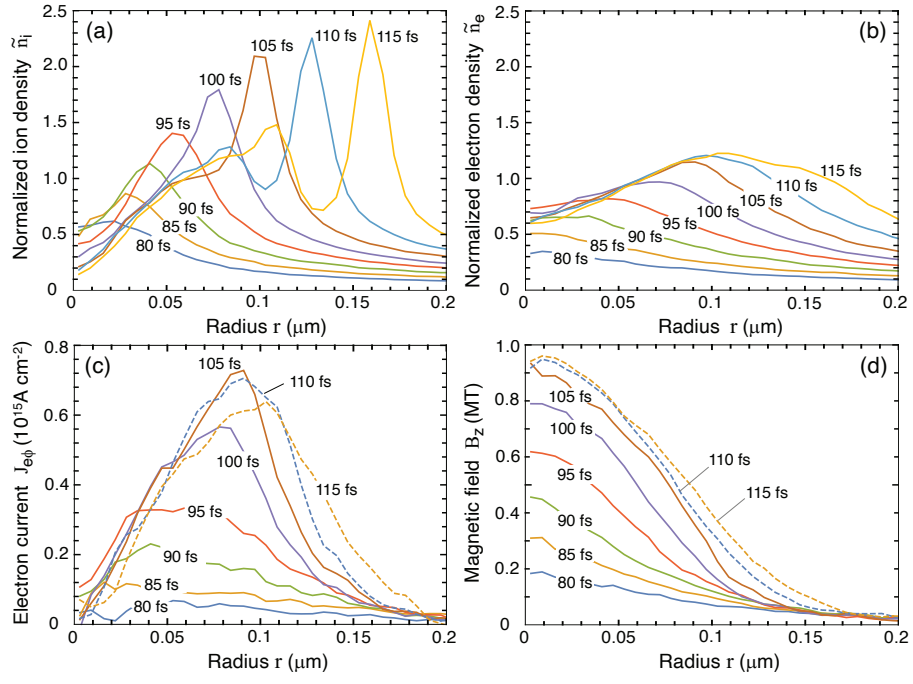 (a)
Normalized ion density ñi
2.5
2.0
1.5
1.0
0.5
0
80 fs
85 fs
90 fs
95 fs
100 fs
105 fs
110 fs
115 fs
0
0.05
0.1
0.15
0.2
Radius r (μm)
(b)
Normalized electron density ñe
2.5
2.0
1.5
1.0
0.5
0
80 fs
85 fs
90 fs
95 fs
100 fs
105 fs
110 fs
115 fs
0
0.05
0.1
0.15
0.2
Radius r (μm)
(c)
Electron current Jeϕ (10¹⁵A cm⁻²)
0.8
0.6
0.4
0.2
0
80 fs
85 fs
90 fs
95 fs
100 fs
105 fs
110 fs
115 fs
0
0.05
0.1
0.15
0.2
Radius r (μm)
(d)
Magnetic field Bz (MT)
1.0
0.8
0.6
0.4
0.2
0
80 fs
85 fs
90 fs
95 fs
100 fs
105 fs
110 fs
115 fs
0
0.05
0.1
0.15
0.2
Radius r (μm)